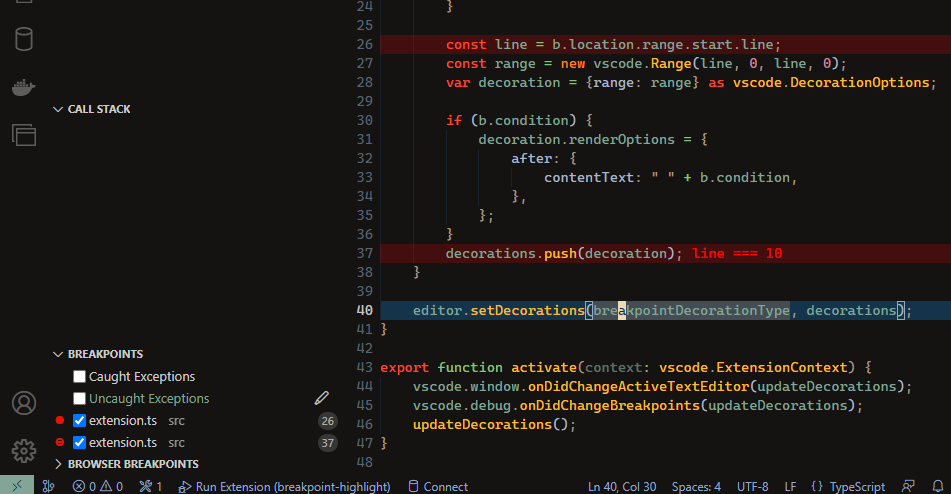 24 }
25
26 const line = b.location.range.start.line;
27 const range = new vscode.Range(line, 0, line, 0);
28 var decoration = {range: range} as vscode.DecorationOptions;
29
30 if (b.condition) {
31 decoration.renderOptions = {
32 after: {
33 contentText: " " + b.condition,
34 },
35 };
36 }
37 decorations.push(decoration); line === 10
38 }
39
40 editor.setDecorations(breakpointDecorationType, decorations);
41 }
42
43 export function activate(context: vscode.ExtensionContext) {
44 vscode.window.onDidChangeActiveTextEditor(updateDecorations);
45 vscode.debug.onDidChangeBreakpoints(updateDecorations);
46 updateDecorations();
47 }
48
CALL STACK
BREAKPOINTS
Caught Exceptions
Uncaught Exceptions
extension.ts src 26
extension.ts src 37
BROWSER BREAKPOINTS
0 0 1 Run Extension (breakpoint-highlight) Connect Ln 40, Col 30 Spaces: 4 UTF-8 LF {} TypeScript